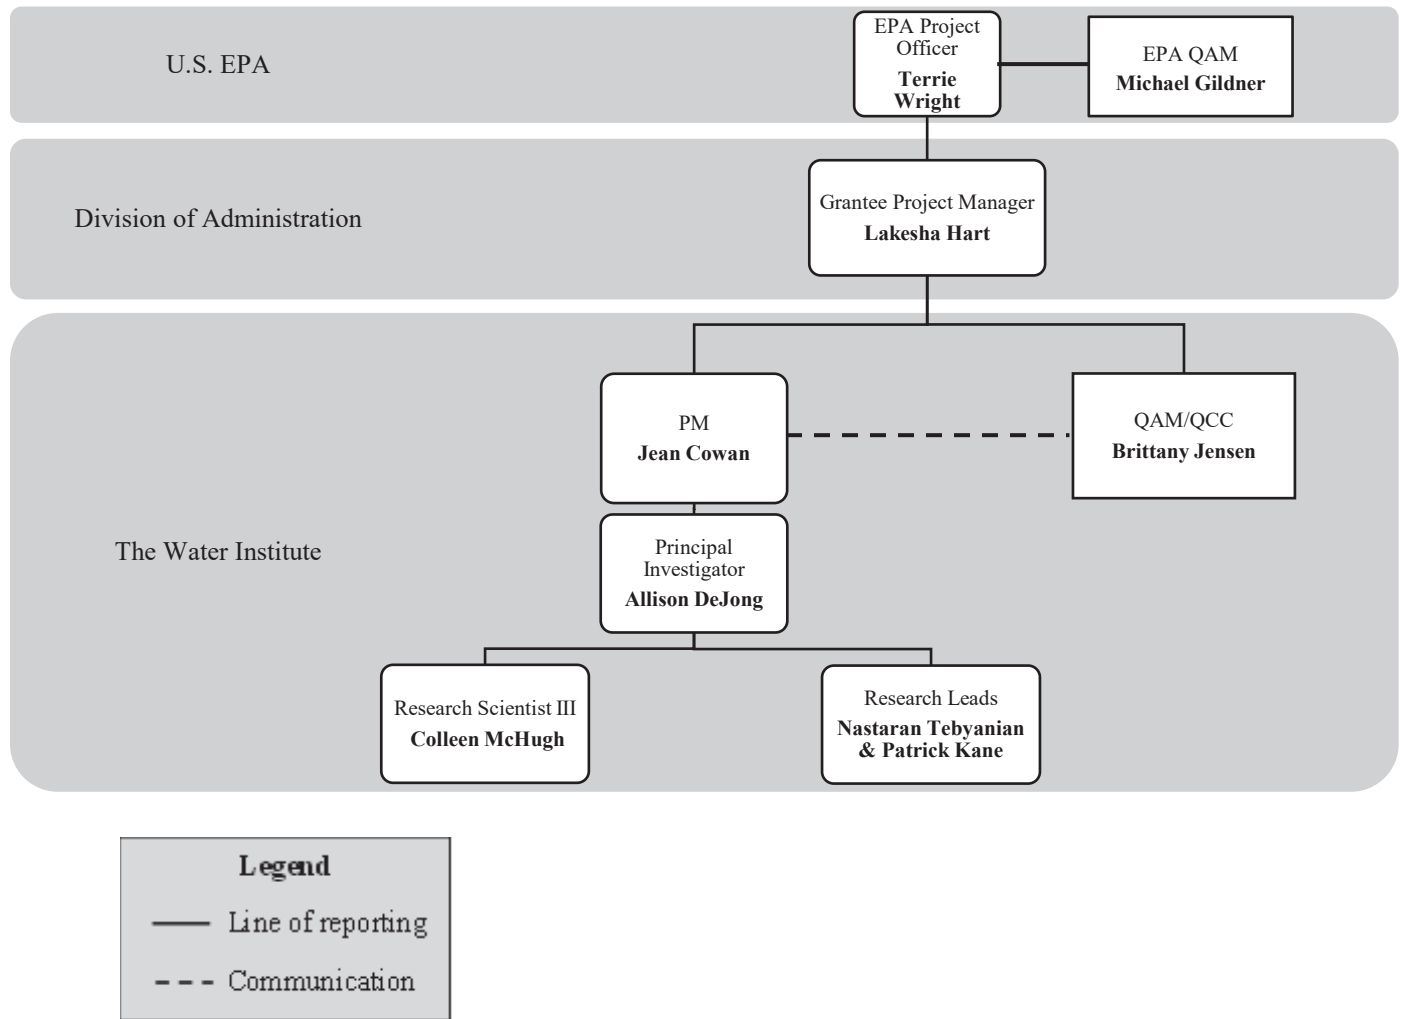 U.S. EPA
EPA Project
Officer
Terrie
Wright
EPA QAM
Michael Gildner
Division of Administration
Grantee Project Manager
Lakesha Hart
The Water Institute
PM
Jean Cowan
QAM/QCC
Brittany Jensen
Principal
Investigator
Allison DeJong
Research Scientist III
Colleen McHugh
Research Leads
Nastaran Tebyanian
& Patrick Kane
Legend
Line of reporting
Communication